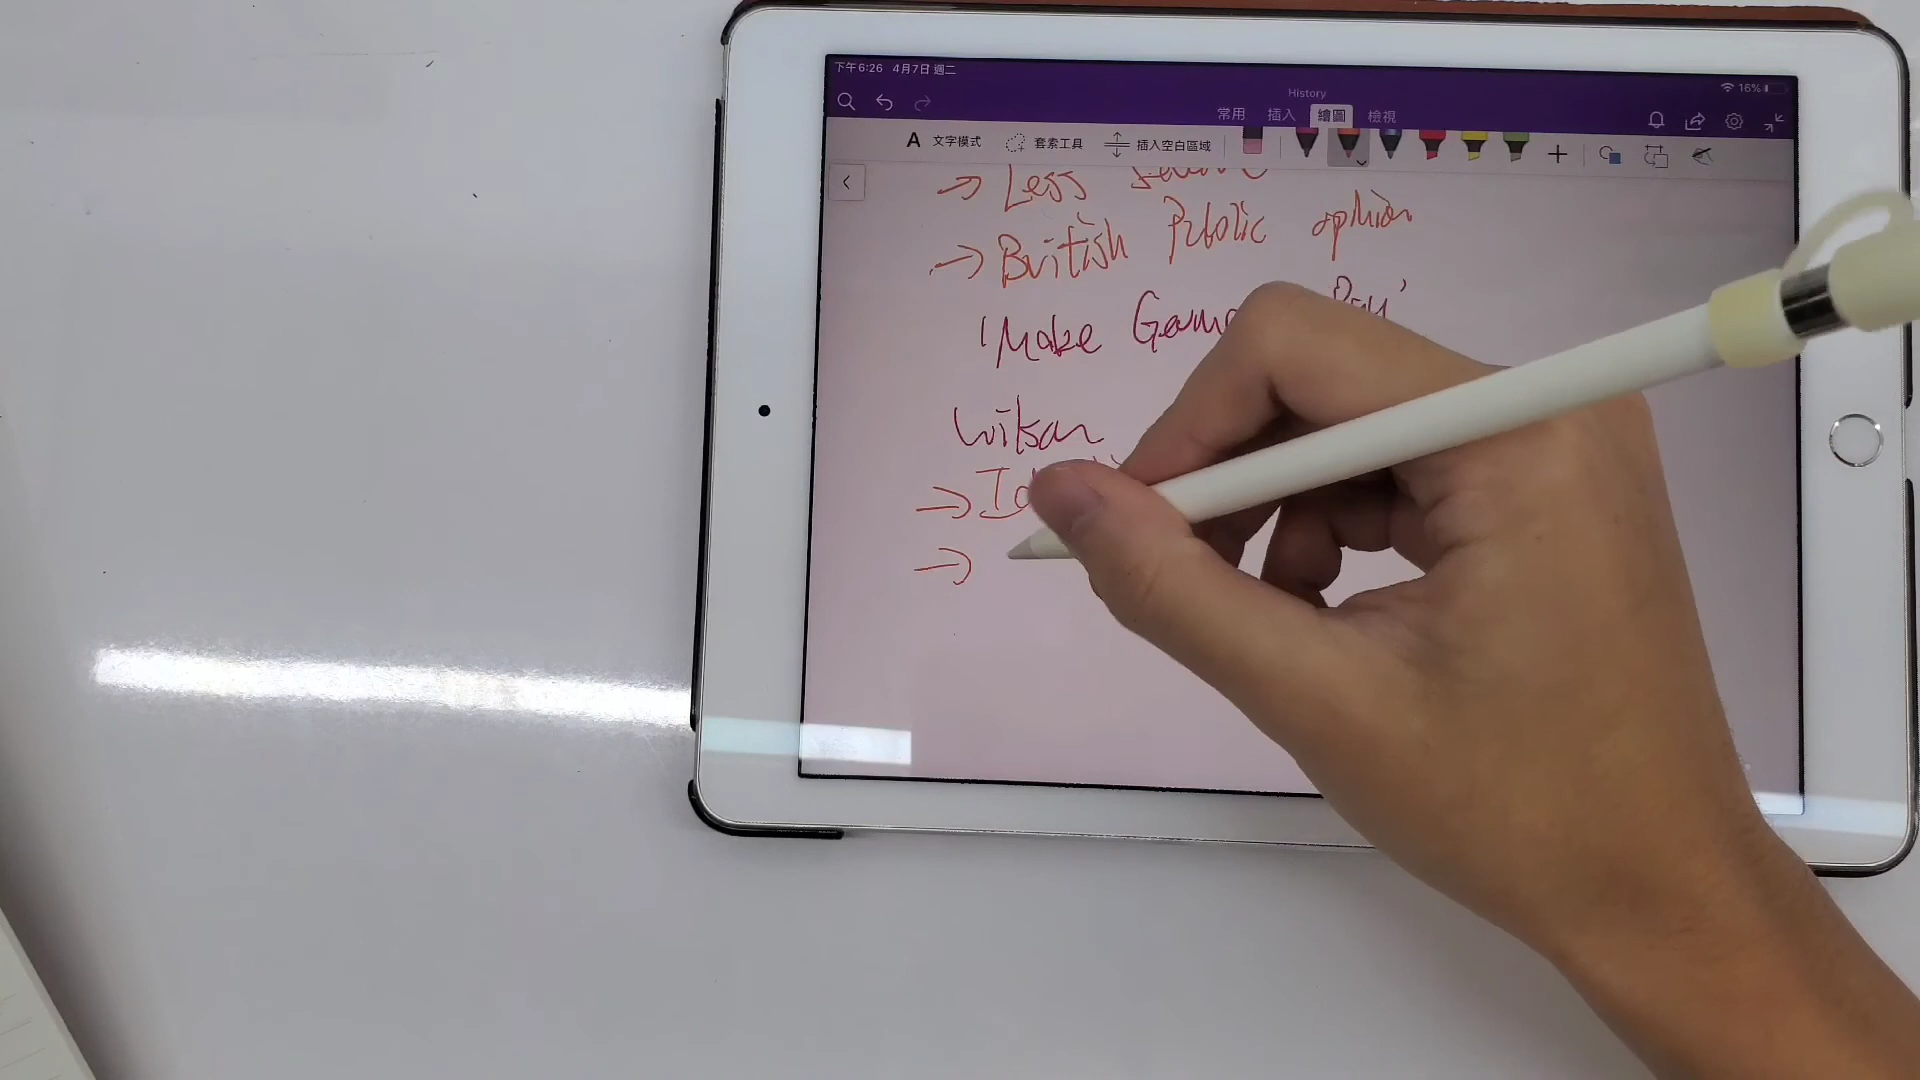 下午6:26 4月7日 週二
16%
History
常用 插入 繪圖 檢視
A 文字模式 套索工具 插入空白區域
→ Less
→ British Public opinion
'Make
Wilson
→
→